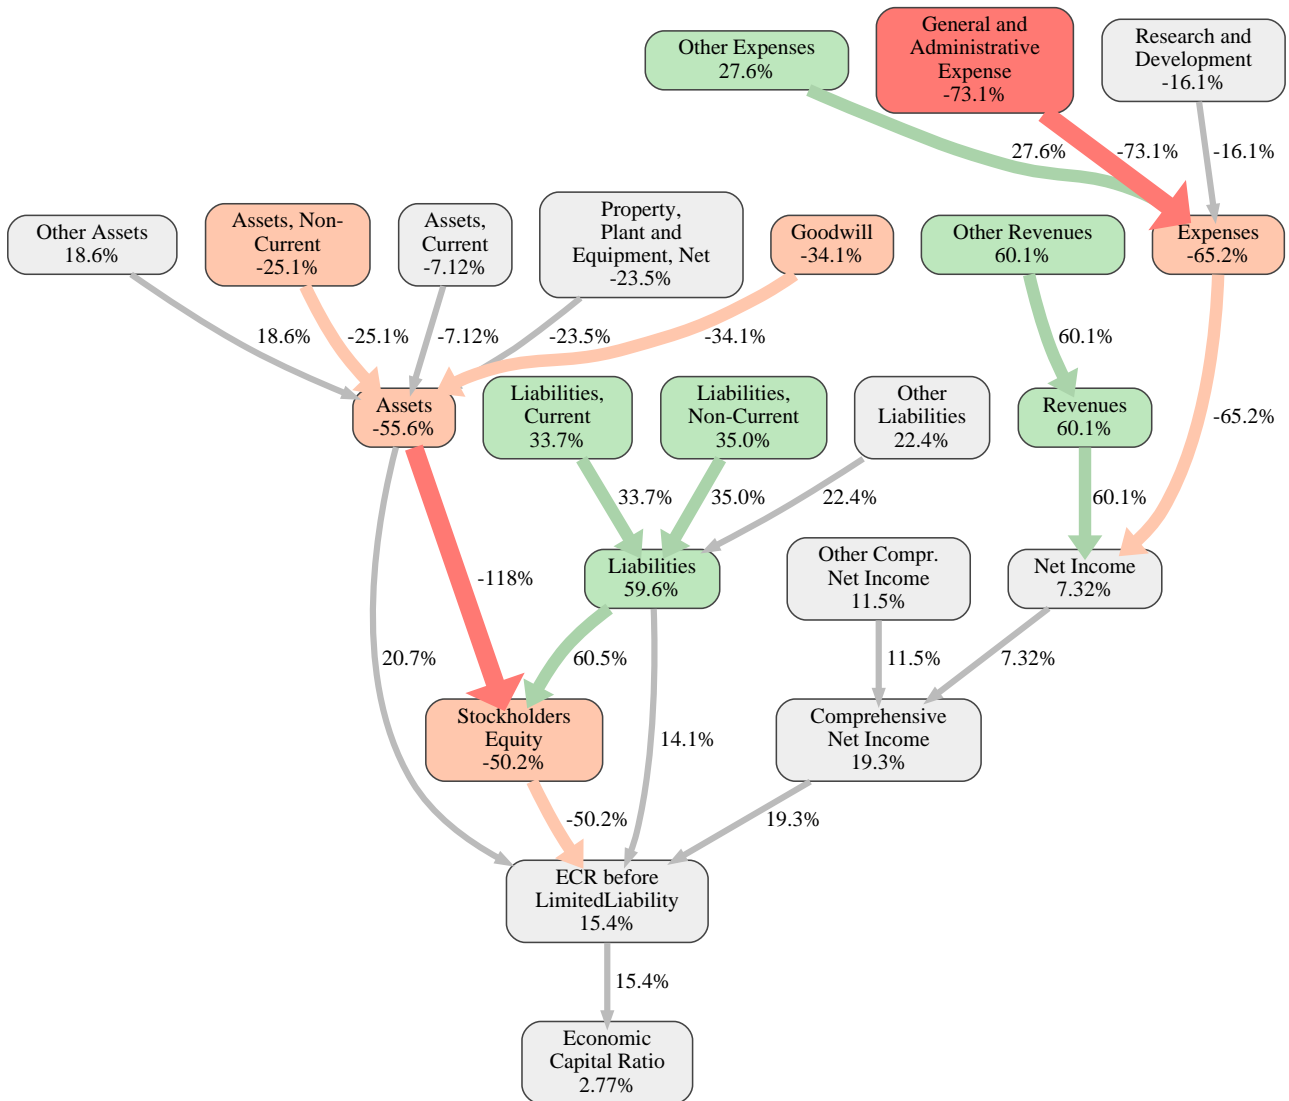 Other Expenses
27.6%
General and
Administrative
Expense
-73.1%
Research and
Development
-16.1%
27.6%
-73.1%
-16.1%
Other Assets
18.6%
Assets, Non-
Current
-25.1%
Assets,
Current
-7.12%
Property,
Plant and
Equipment, Net
-23.5%
Goodwill
-34.1%
Other Revenues
60.1%
Expenses
-65.2%
18.6%
-25.1%
-7.12%
-23.5%
-34.1%
60.1%
-65.2%
Assets
-55.6%
Liabilities,
Current
33.7%
Liabilities,
Non-Current
35.0%
Other
Liabilities
22.4%
Revenues
60.1%
33.7%
35.0%
22.4%
60.1%
-118%
Liabilities
59.6%
Other Compr.
Net Income
11.5%
Net Income
7.32%
20.7%
60.5%
11.5%
7.32%
Stockholders
Equity
-50.2%
14.1%
Comprehensive
Net Income
19.3%
-50.2%
19.3%
ECR before
LimitedLiability
15.4%
15.4%
Economic
Capital Ratio
2.77%